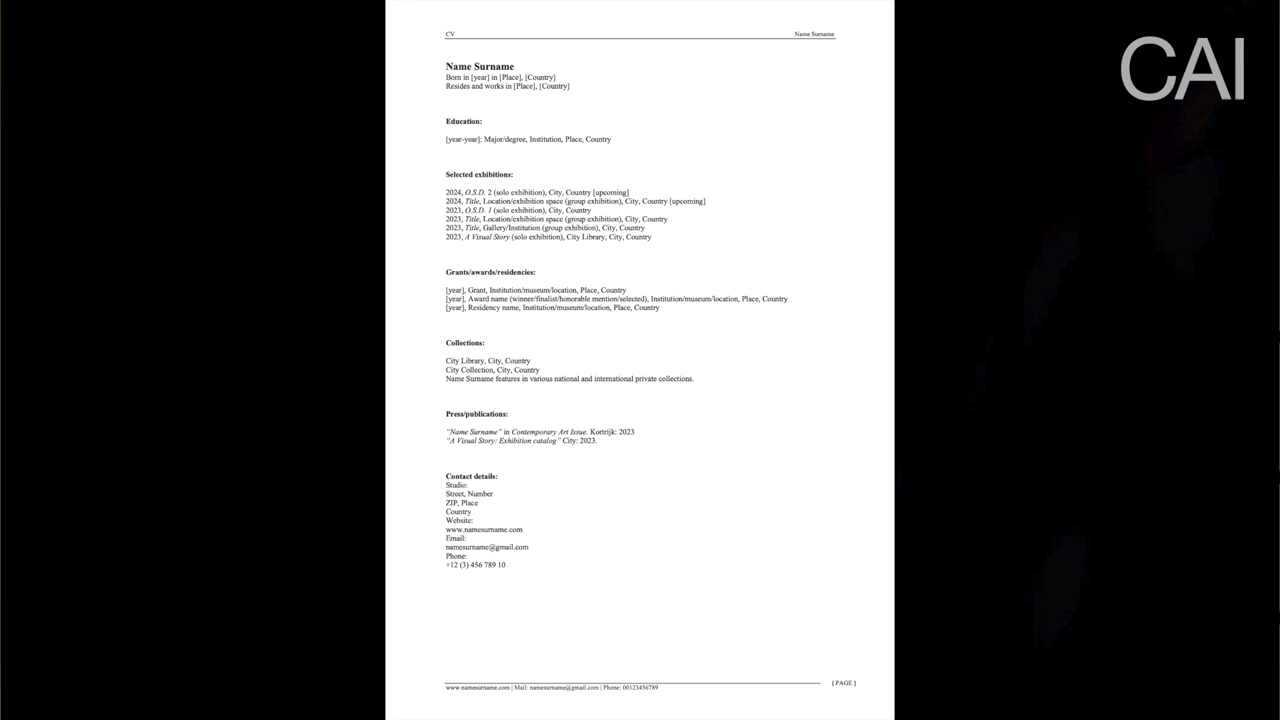 CV
Name Surname
CAI
Name Surname
Born in [year] in [Place], [Country]
Resides and works in [Place], [Country]
Education:
[year-year]: Major/degree, Institution, Place, Country
Selected exhibitions:
2024, O.S.D. 2 (solo exhibition), City, Country [upcoming]
2024, Title, Location/exhibition space (group exhibition), City, Country [upcoming]
2023, O.S.D. 1 (solo exhibition), City, Country
2023, Title, Location/exhibition space (group exhibition), City, Country
2023, Title, Gallery/Institution (group exhibition), City, Country
2023, A Visual Story (solo exhibition), City Library, City, Country
Grants/awards/residencies:
[year], Grant, Institution/museum/location, Place, Country
[year], Award name (winner/finalist/honorable mention/selected), Institution/museum/location, Place, Country
[year], Residency name, Institution/museum/location, Place, Country
Collections:
City Library, City, Country
City Collection, City, Country
Name Surname features in various national and international private collections.
Press/publications:
“Name Surname” in Contemporary Art Issue. Kortrijk: 2023
“A Visual Story: Exhibition catalog” City: 2023.
Contact details:
Studio:
Street, Number
ZIP, Place
Country
Website:
www.namesurname.com
Email:
namesurname@gmail.com
Phone:
+12 (3) 456 789 10
www.namesurname.com | Mail: namesurname@gmail.com | Phone: 00123456789
[ PAGE ]